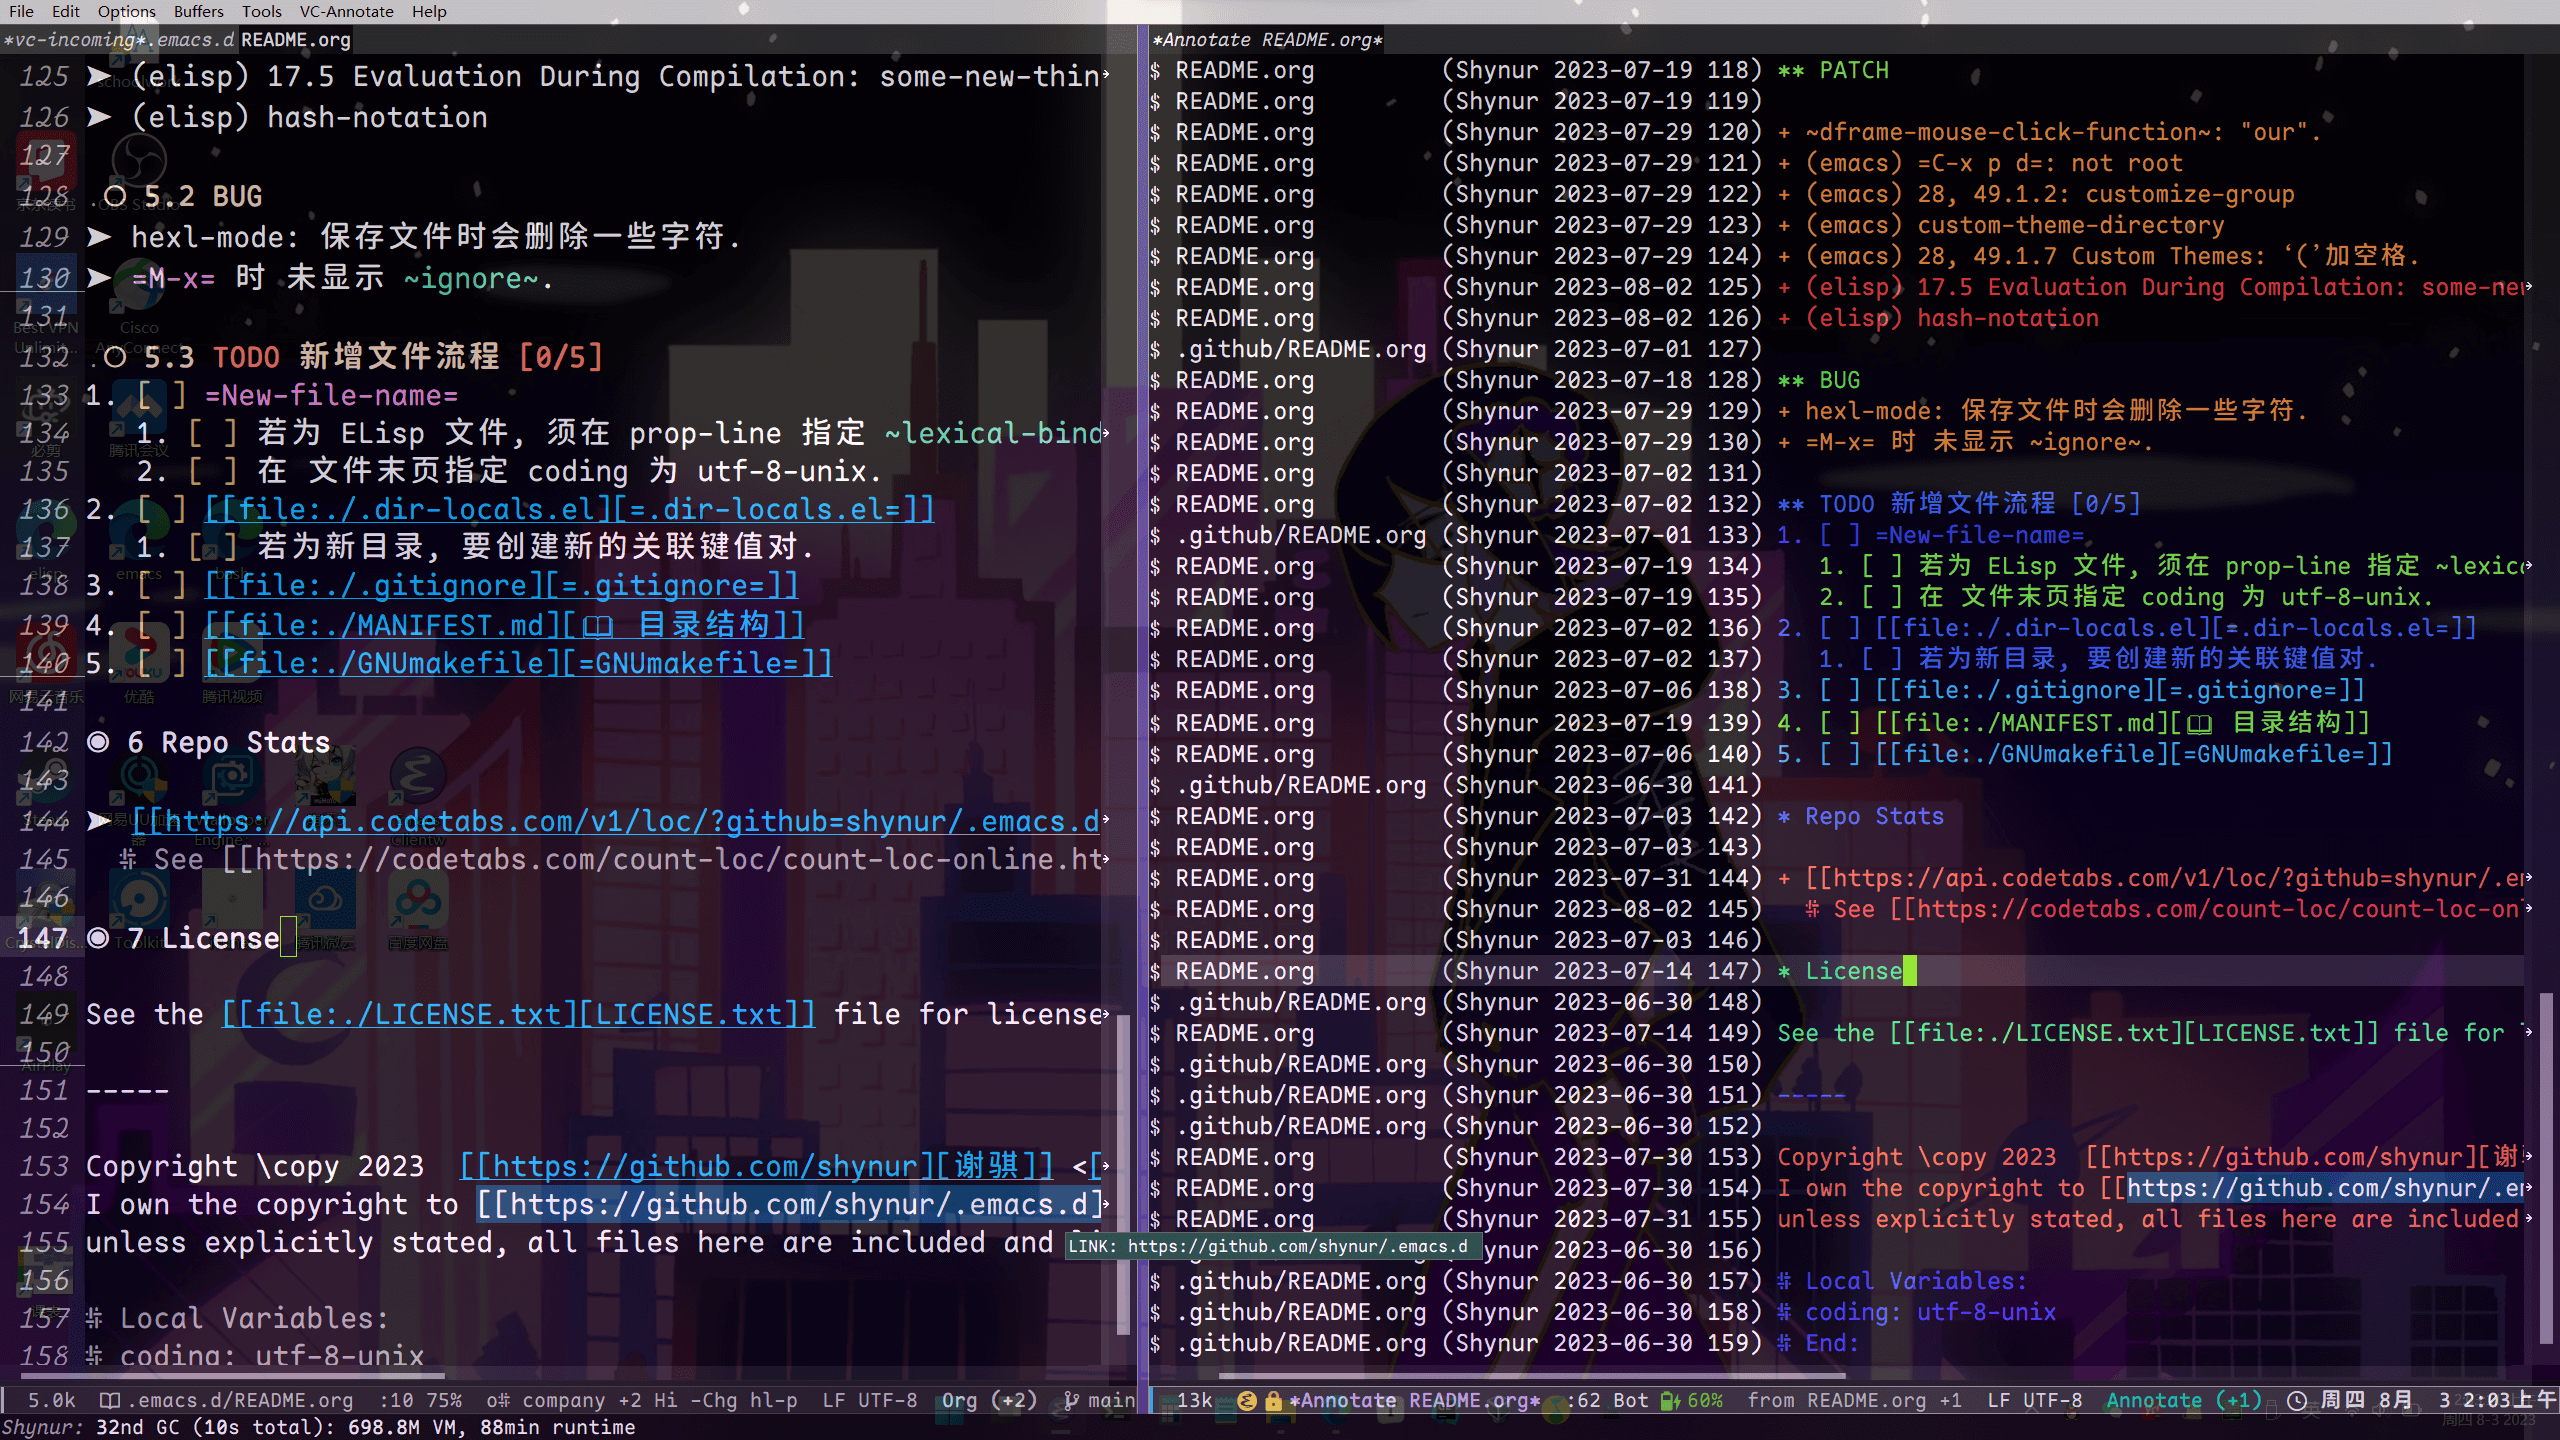 File Edit Options Buffers Tools VC-Annotate Help
*vc-incoming*.emacs.d README.org
125 ➤ (elisp) 17.5 Evaluation During Compilation: some-new-thin
126 ➤ (elisp) hash-notation
127
128 .○ 5.2 BUG
129 ➤ hexl-mode: 保存文件时会删除一些字符.
130 ➤ =M-x= 时 未显示 ~ignore~.
131
132 .○ 5.3 TODO 新增文件流程 [0/5]
133 1. [ ] =New-file-name=
134 1. [ ] 若为 ELisp 文件, 须在 prop-line 指定 ~lexical-bind
135 2. [ ] 在 文件末页指定 coding 为 utf-8-unix.
136 2. [ ] [[file:./.dir-locals.el][=.dir-locals.el=]]
137 1. [ ] 若为新目录, 要创建新的关联键值对.
138 3. [ ] [[file:./.gitignore][=.gitignore=]]
139 4. [ ] [[file:./MANIFEST.md][📖 目录结构]]
140 5. [ ] [[file:./GNUmakefile][=GNUmakefile=]]
141
142 ◉ 6 Repo Stats
143
144 ➤ [[https://api.codetabs.com/v1/loc/?github=shynur/.emacs.d
145 # See [[https://codetabs.com/count-loc/count-loc-online.ht
146
147 ◉ 7 License
148
149 See the [[file:./LICENSE.txt][LICENSE.txt]] file for license
150
151 -----
152
153 Copyright \copy 2023 [[https://github.com/shynur][谢骐]] <[
154 I own the copyright to [[https://github.com/shynur/.emacs.d]
155 unless explicitly stated, all files here are included and
156
157 # Local Variables:
158 # coding: utf-8-unix
5.0k .emacs.d/README.org :10 75% company +2 Hi -Chg hl-p LF UTF-8 Org (+2) main
*Annotate README.org*
$ README.org (Shynur 2023-07-19 118) ** PATCH
$ README.org (Shynur 2023-07-19 119)
$ README.org (Shynur 2023-07-29 120) + ~dframe-mouse-click-function~: "our".
$ README.org (Shynur 2023-07-29 121) + (emacs) =C-x p d=: not root
$ README.org (Shynur 2023-07-29 122) + (emacs) 28, 49.1.2: customize-group
$ README.org (Shynur 2023-07-29 123) + (emacs) custom-theme-directory
$ README.org (Shynur 2023-07-29 124) + (emacs) 28, 49.1.7 Custom Themes: ‘(’加空格.
$ README.org (Shynur 2023-08-02 125) + (elisp) 17.5 Evaluation During Compilation: some-new
$ README.org (Shynur 2023-08-02 126) + (elisp) hash-notation
$ .github/README.org (Shynur 2023-07-01 127)
$ README.org (Shynur 2023-07-18 128) ** BUG
$ README.org (Shynur 2023-07-29 129) + hexl-mode: 保存文件时会删除一些字符.
$ README.org (Shynur 2023-07-29 130) + =M-x= 时 未显示 ~ignore~.
$ README.org (Shynur 2023-07-02 131)
$ README.org (Shynur 2023-07-02 132) ** TODO 新增文件流程 [0/5]
$ .github/README.org (Shynur 2023-07-01 133) 1. [ ] =New-file-name=
$ README.org (Shynur 2023-07-19 134) 1. [ ] 若为 ELisp 文件, 须在 prop-line 指定 ~lexic
$ README.org (Shynur 2023-07-19 135) 2. [ ] 在 文件末页指定 coding 为 utf-8-unix.
$ README.org (Shynur 2023-07-02 136) 2. [ ] [[file:./.dir-locals.el][=.dir-locals.el=]]
$ README.org (Shynur 2023-07-02 137) 1. [ ] 若为新目录, 要创建新的关联键值对.
$ README.org (Shynur 2023-07-06 138) 3. [ ] [[file:./.gitignore][=.gitignore=]]
$ README.org (Shynur 2023-07-19 139) 4. [ ] [[file:./MANIFEST.md][📖 目录结构]]
$ README.org (Shynur 2023-07-06 140) 5. [ ] [[file:./GNUmakefile][=GNUmakefile=]]
$ .github/README.org (Shynur 2023-06-30 141)
$ README.org (Shynur 2023-07-03 142) * Repo Stats
$ README.org (Shynur 2023-07-03 143)
$ README.org (Shynur 2023-07-31 144) + [[https://api.codetabs.com/v1/loc/?github=shynur/.em
$ README.org (Shynur 2023-08-02 145) # See [[https://codetabs.com/count-loc/count-loc-on
$ README.org (Shynur 2023-07-03 146)
$ README.org (Shynur 2023-07-14 147) * License
$ .github/README.org (Shynur 2023-06-30 148)
$ README.org (Shynur 2023-07-14 149) See the [[file:./LICENSE.txt][LICENSE.txt]] file for
$ .github/README.org (Shynur 2023-06-30 150)
$ .github/README.org (Shynur 2023-06-30 151) -----
$ .github/README.org (Shynur 2023-06-30 152)
$ README.org (Shynur 2023-07-30 153) Copyright \copy 2023 [[https://github.com/shynur][谢
$ README.org (Shynur 2023-07-30 154) I own the copyright to [[https://github.com/shynur/.em
$ README.org (Shynur 2023-07-31 155) unless explicitly stated, all files here are included
LINK: https://github.com/shynur/.emacs.d
ynur 2023-06-30 156)
$ .github/README.org (Shynur 2023-06-30 157) # Local Variables:
$ .github/README.org (Shynur 2023-06-30 158) # coding: utf-8-unix
$ .github/README.org (Shynur 2023-06-30 159) # End:
13k *Annotate README.org* :62 Bot 60% from README.org +1 LF UTF-8 Annotate (+1) 周四 8月 3 2:03上午
Shynur: 32nd GC (10s total): 698.8M VM, 88min runtime